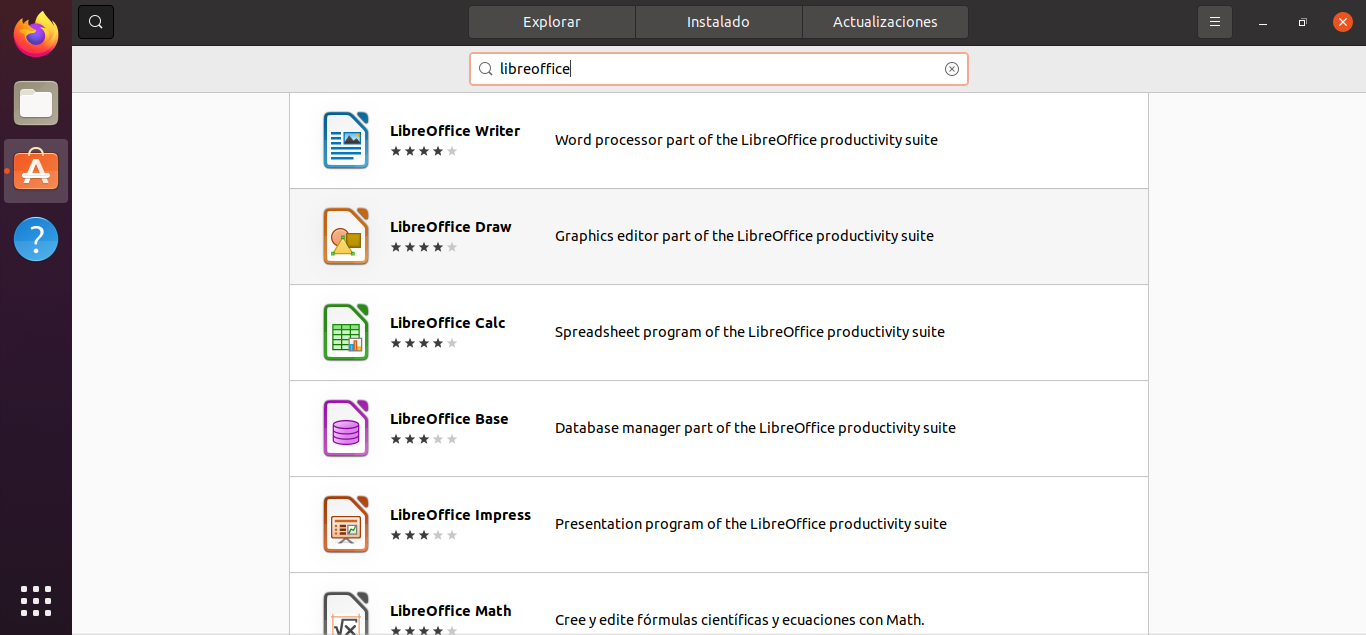 Explorar
Instalado
Actualizaciones
libreoffice
LibreOffice Writer
Word processor part of the LibreOffice productivity suite
LibreOffice Draw
Graphics editor part of the LibreOffice productivity suite
LibreOffice Calc
Spreadsheet program of the LibreOffice productivity suite
LibreOffice Base
Database manager part of the LibreOffice productivity suite
LibreOffice Impress
Presentation program of the LibreOffice productivity suite
LibreOffice Math
Cree y edite fórmulas científicas y ecuaciones con Math.